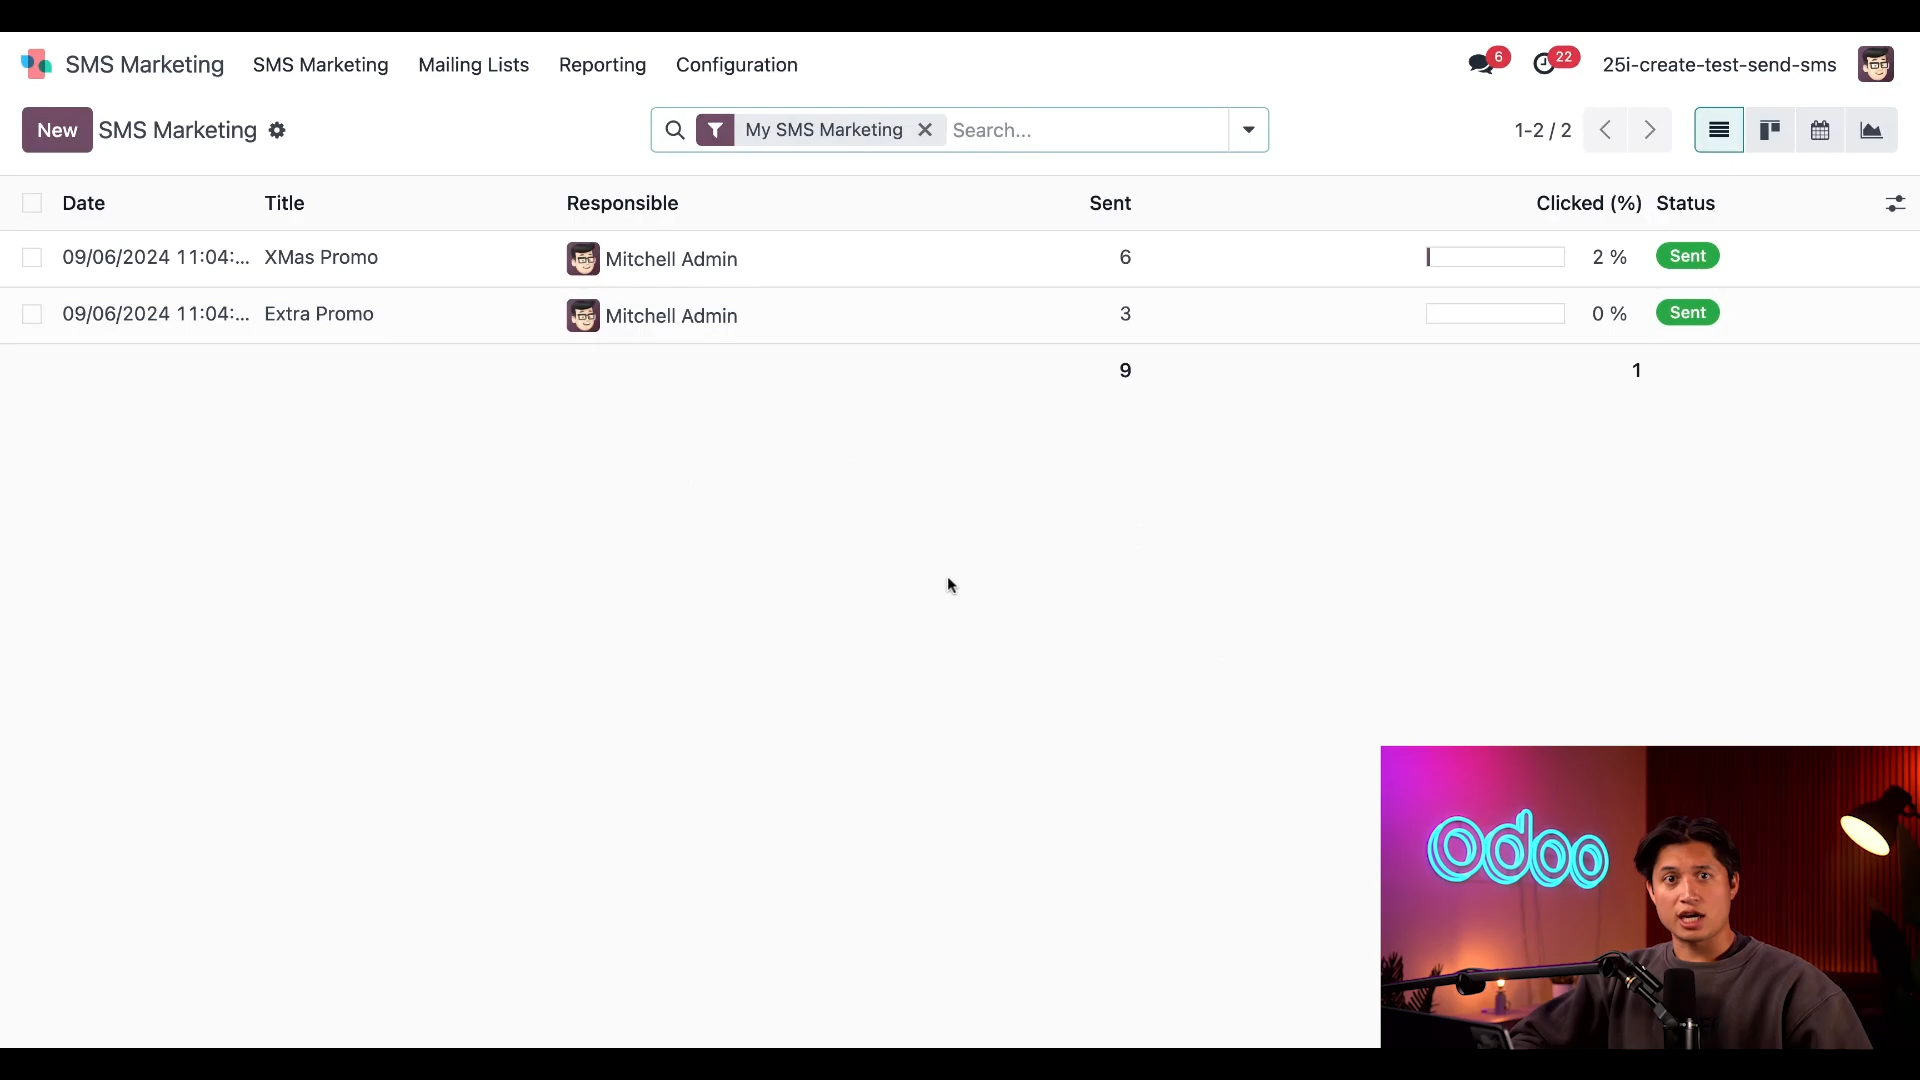 SMS Marketing SMS Marketing Mailing Lists Reporting Configuration 6 22 25i-create-test-send-sms
New SMS Marketing My SMS Marketing Search... 1-2 / 2
Date Title Responsible Sent Clicked (%) Status
09/06/2024 11:04:... XMas Promo Mitchell Admin 6 2 % Sent
09/06/2024 11:04:... Extra Promo Mitchell Admin 3 0 % Sent
9 1
odoo